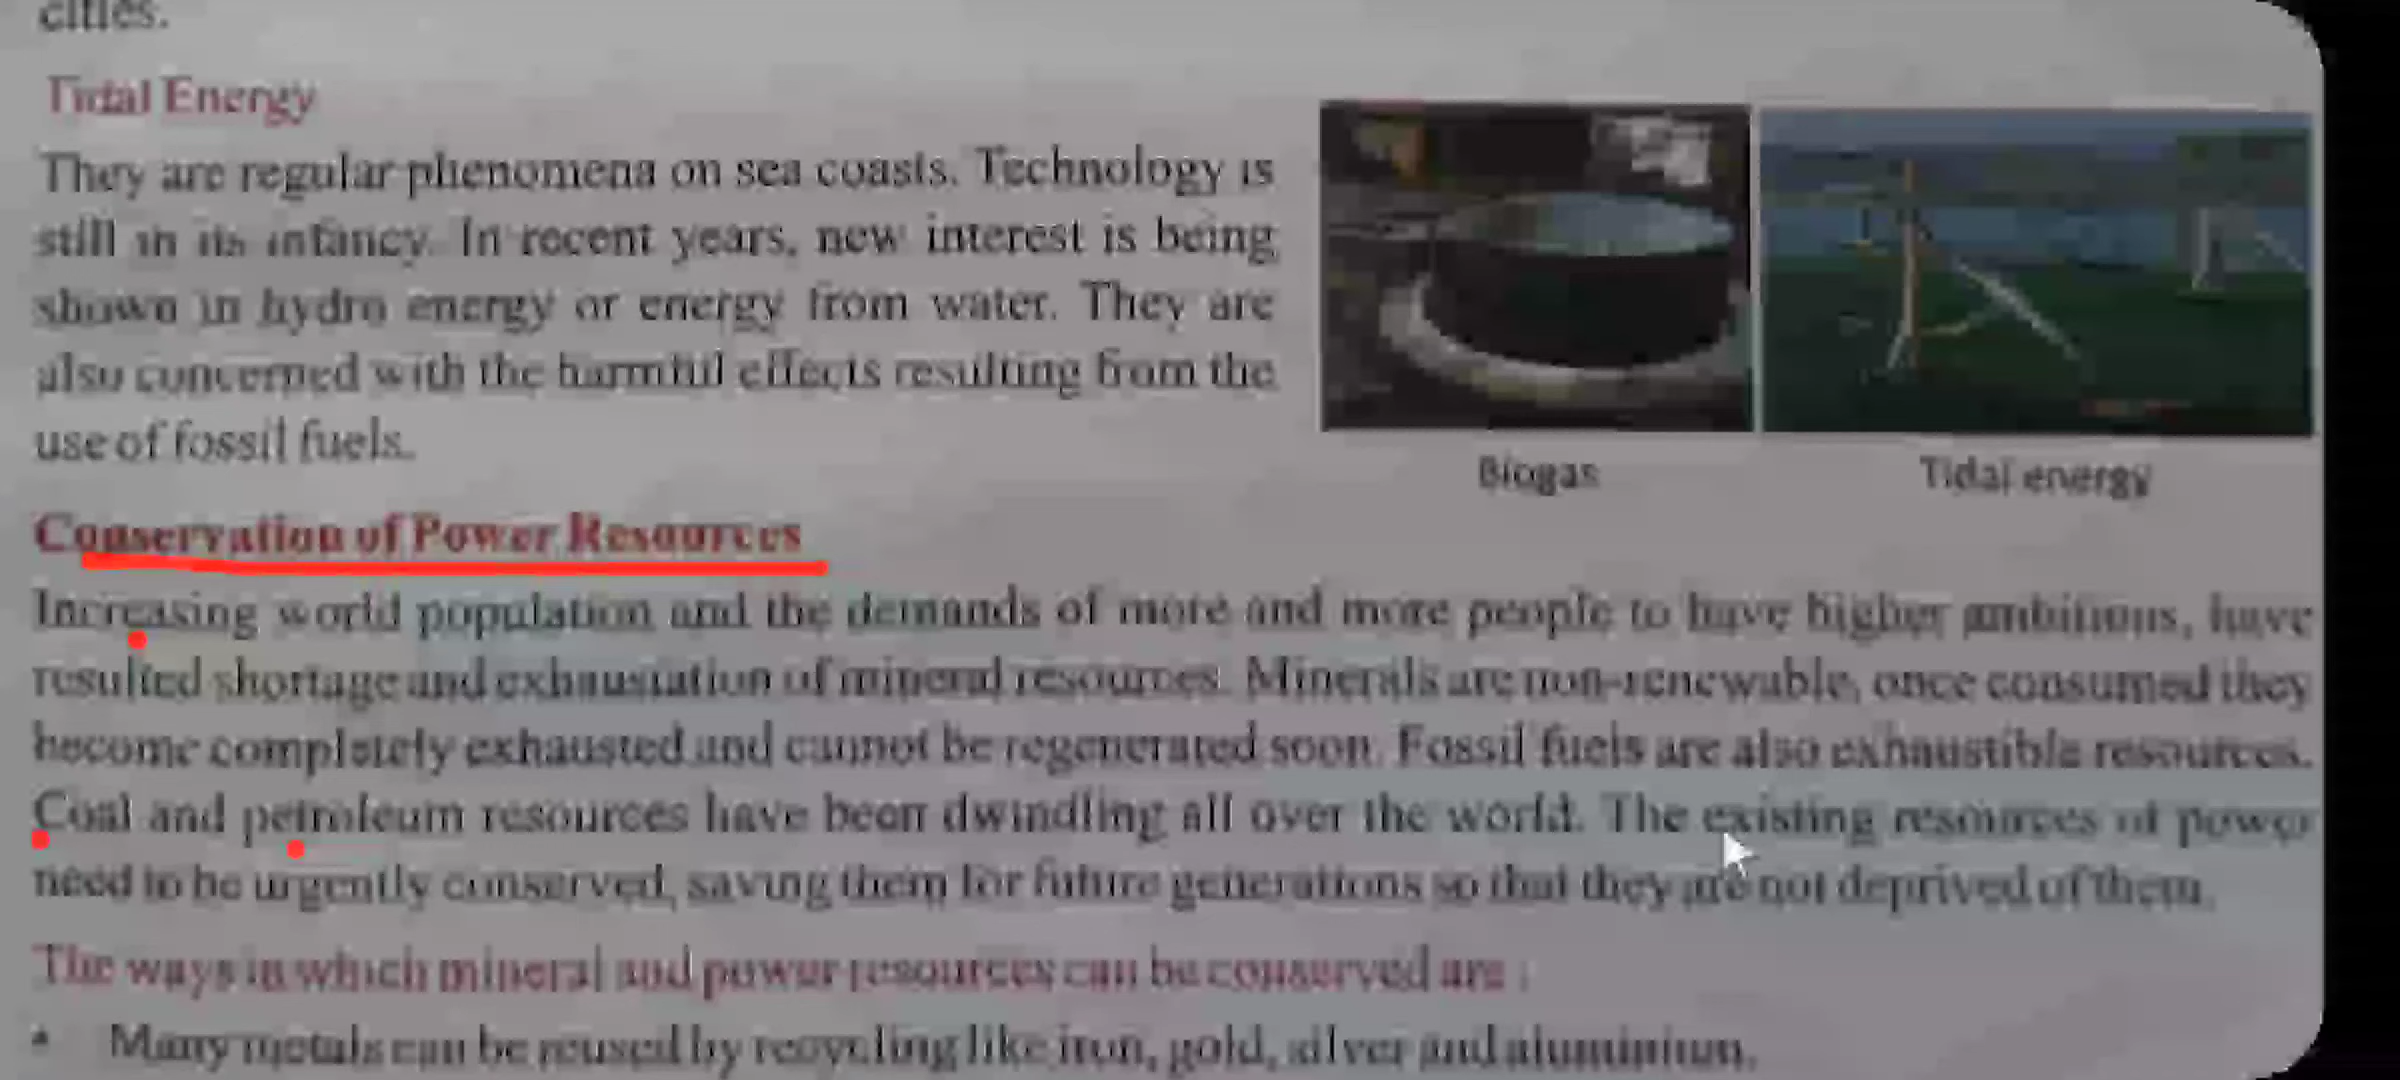 cities.
Tidal Energy
They are regular phenomena on sea coasts. Technology is
still in its infancy. In recent years, new interest is being
shown in hydro energy or energy from water. They are
also concerned with the harmful effects resulting from the
use of fossil fuels.
Biogas
Tidal energy
Conservation of Power Resources
Increasing world population and the demands of more and more people to have higher ambitions, have
resulted shortage and exhaustation of mineral resources. Minerals are non-renewable, once consumed they
become completely exhausted and cannot be regenerated soon. Fossil fuels are also exhaustible resources.
Coal and petroleum resources have been dwindling all over the world. The existing resources of power
need to be urgently conserved, saving them for future generations so that they are not deprived of them.
The ways in which mineral and power resources can be conserved are :
• Many metals can be reused by recycling like iron, gold, silver and aluminium.